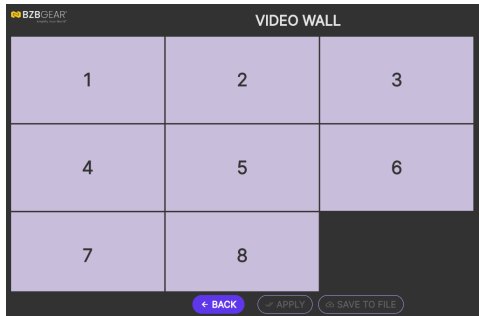 BZBGEAR
VIDEO WALL
1 2 3
4 5 6
7 8
← BACK APPLY SAVE TO FILE